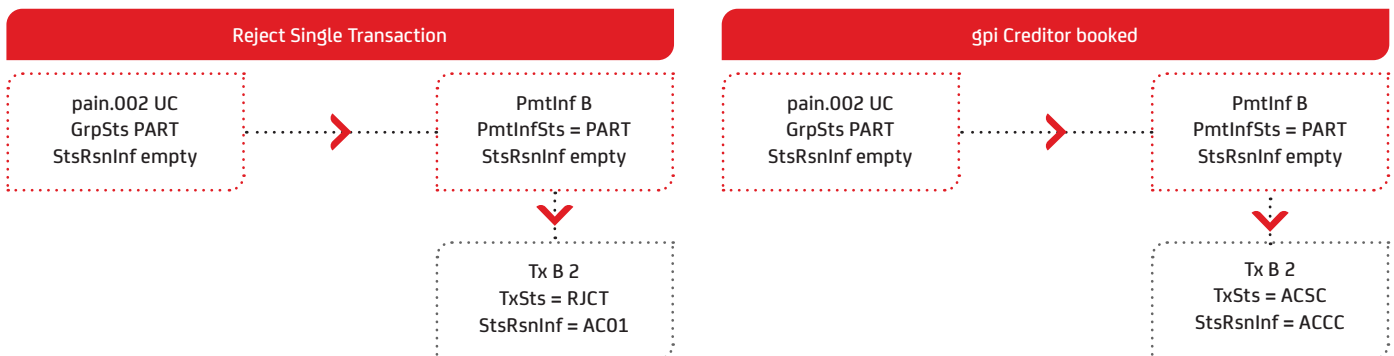 Reject Single Transaction
pain.002 UC
GrpSts PART
StsRsnInf empty
PmtInf B
PmtInfSts = PART
StsRsnInf empty
Tx B 2
TxSts = RJCT
StsRsnInf = AC01
gpi Creditor booked
pain.002 UC
GrpSts PART
StsRsnInf empty
PmtInf B
PmtInfSts = PART
StsRsnInf empty
Tx B 2
TxSts = ACSC
StsRsnInf = ACCC